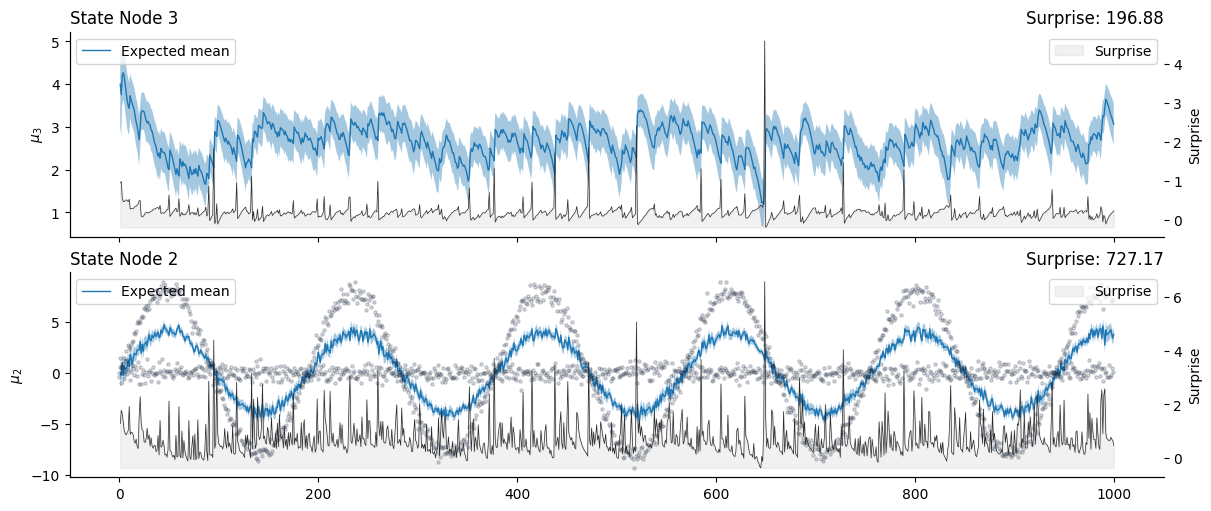 State Node 3
Surprise: 196.88
Expected mean
Surprise
5
4
3
2
1
μ3
4
3
2
1
0
Surprise
State Node 2
Surprise: 727.17
Expected mean
Surprise
5
0
−5
−10
μ2
6
4
2
0
Surprise
0
200
400
600
800
1000